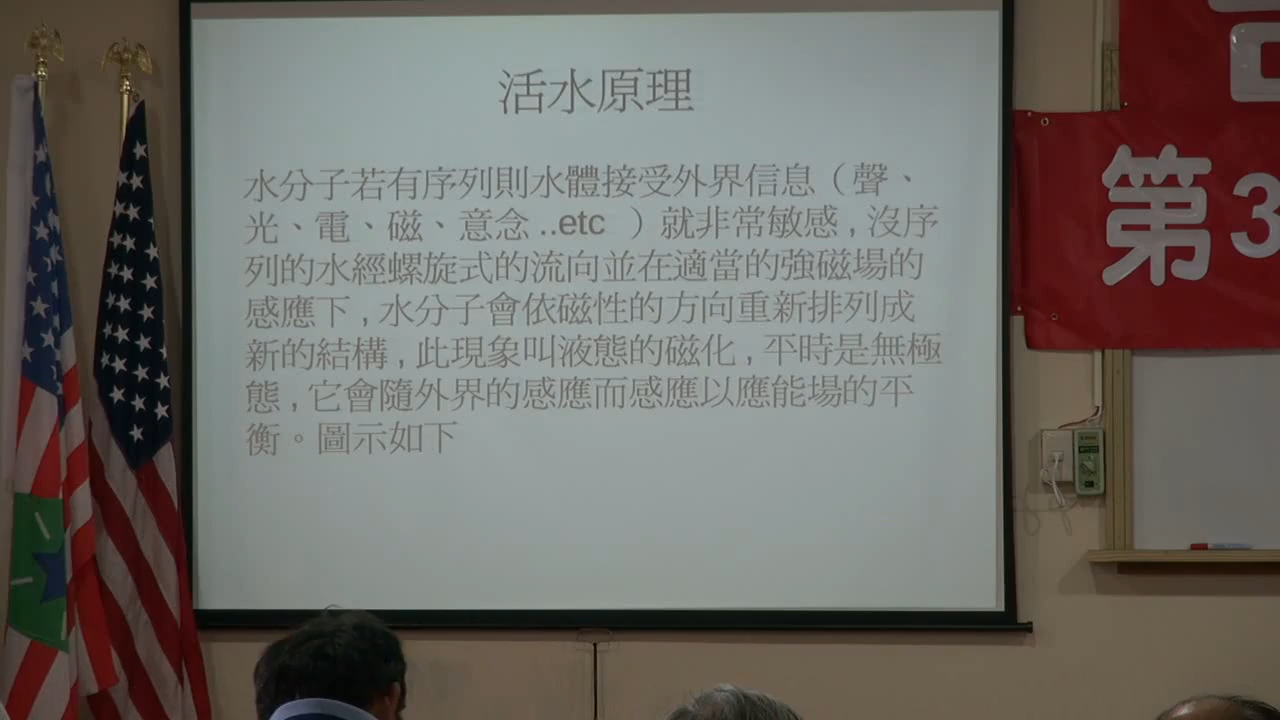 活水原理
水分子若有序列則水體接受外界信息（聲、
光、電、磁、意念 ..etc ）就非常敏感 , 沒序
列的水經螺旋式的流向並在適當的強磁場的
感應下 , 水分子會依磁性的方向重新排列成
新的結構 , 此現象叫液態的磁化 , 平時是無極
態 , 它會隨外界的感應而感應以應能場的平
衡。圖示如下
第3